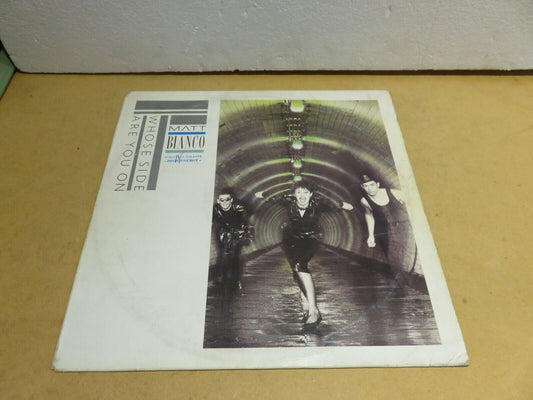 WHOSE SIDE
ARE YOU ON
MATT
BIANCO